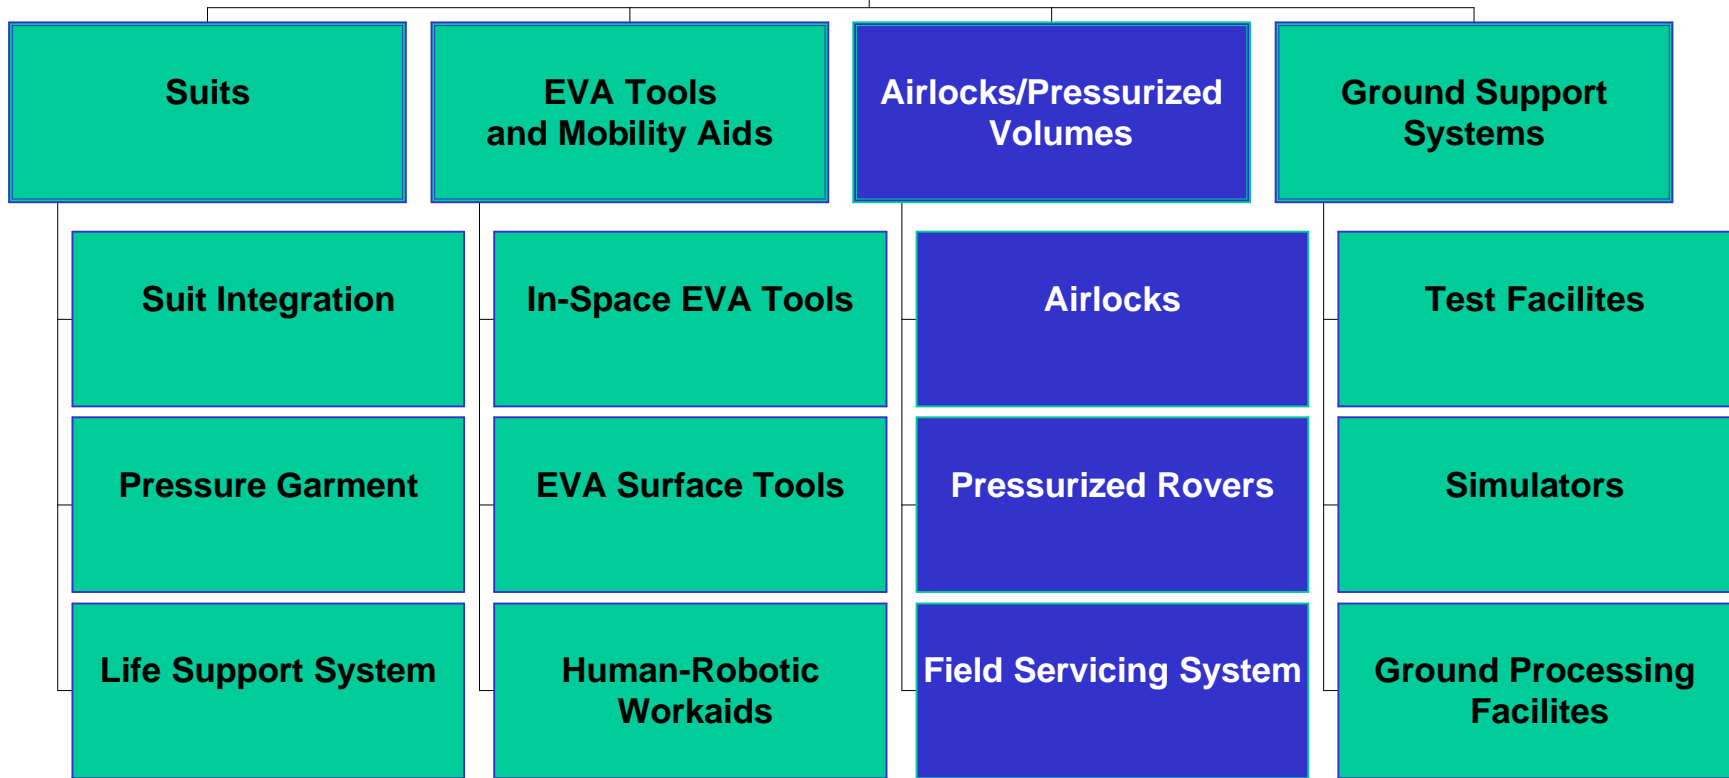 Suits
EVA Tools
and Mobility Aids
Airlocks/Pressurized
Volumes
Ground Support
Systems
Suit Integration
In-Space EVA Tools
Airlocks
Test Facilites
Pressure Garment
EVA Surface Tools
Pressurized Rovers
Simulators
Life Support System
Human-Robotic
Workaids
Field Servicing System
Ground Processing
Facilites